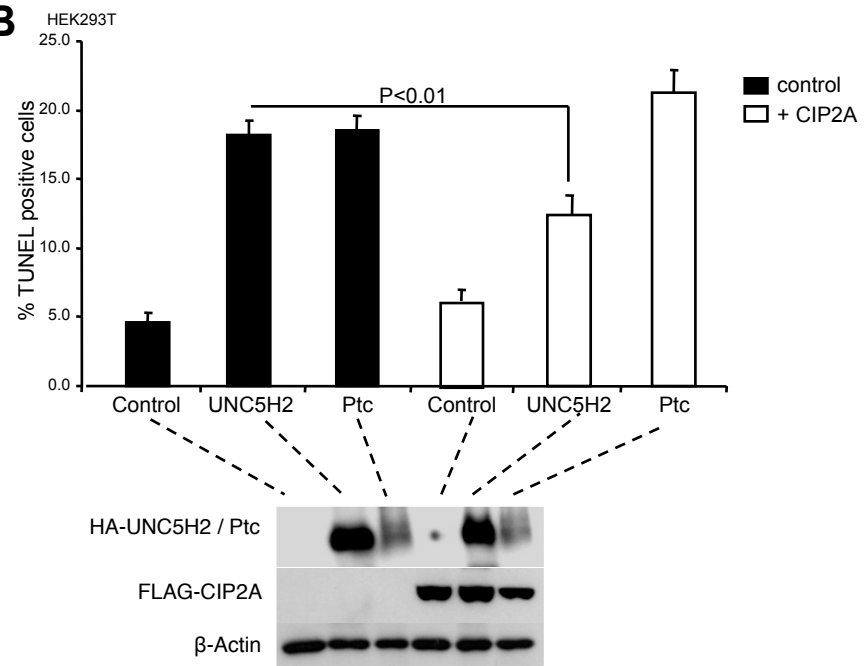 B
HEK293T
25.0
20.0
15.0
10.0
5.0
0.0
% TUNEL positive cells
P<0.01
control
+ CIP2A
Control UNC5H2 Ptc Control UNC5H2 Ptc
HA-UNC5H2 / Ptc
FLAG-CIP2A
β-Actin